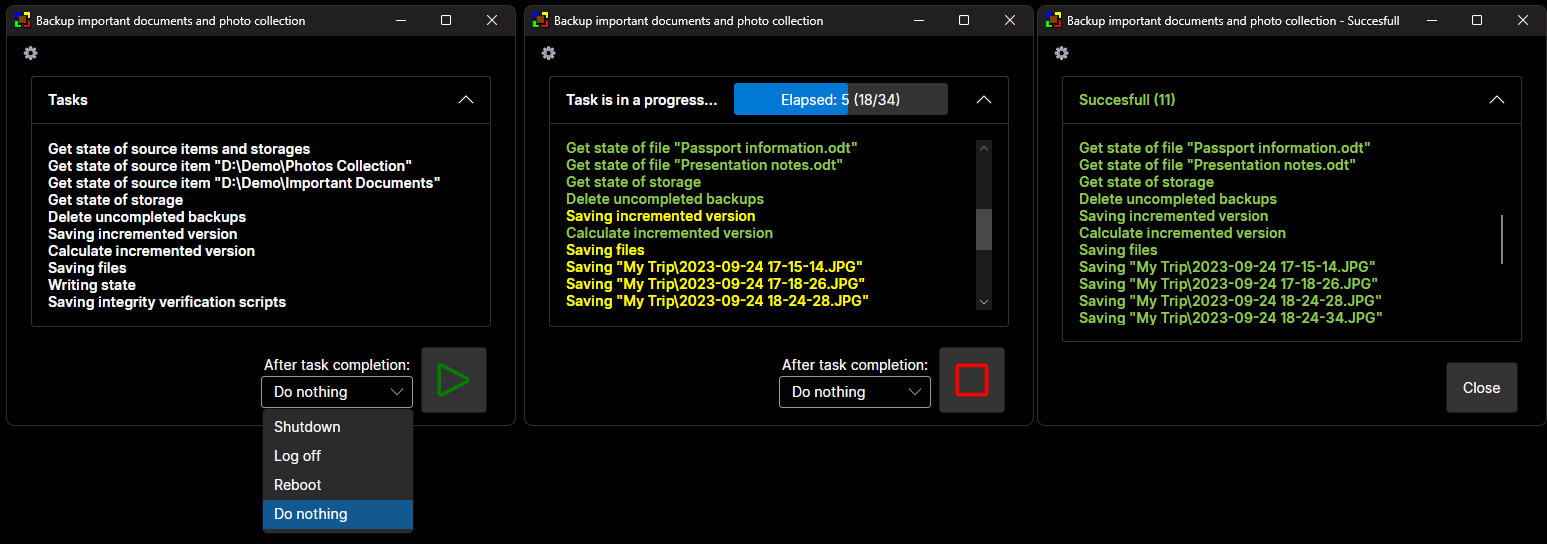 Backup important documents and photo collection
Tasks
Get state of source items and storages
Get state of source item "D:\Demo\Photos Collection"
Get state of source item "D:\Demo\Important Documents"
Get state of storage
Delete uncompleted backups
Saving incremented version
Calculate incremented version
Saving files
Writing state
Saving integrity verification scripts
After task completion:
Do nothing
Shutdown
Log off
Reboot
Do nothing
Backup important documents and photo collection
Task is in a progress...
Elapsed: 5 (18/34)
Get state of file "Passport information.odt"
Get state of file "Presentation notes.odt"
Get state of storage
Delete uncompleted backups
Saving incremented version
Calculate incremented version
Saving files
Saving "My Trip\2023-09-24 17-15-14.JPG"
Saving "My Trip\2023-09-24 17-18-26.JPG"
Saving "My Trip\2023-09-24 18-24-28.JPG"
After task completion:
Do nothing
Backup important documents and photo collection - Succesfull
Succesfull (11)
Get state of file "Passport information.odt"
Get state of file "Presentation notes.odt"
Get state of storage
Delete uncompleted backups
Saving incremented version
Calculate incremented version
Saving files
Saving "My Trip\2023-09-24 17-15-14.JPG"
Saving "My Trip\2023-09-24 17-18-26.JPG"
Saving "My Trip\2023-09-24 18-24-28.JPG"
Saving "My Trip\2023-09-24 18-24-34.JPG"
Close